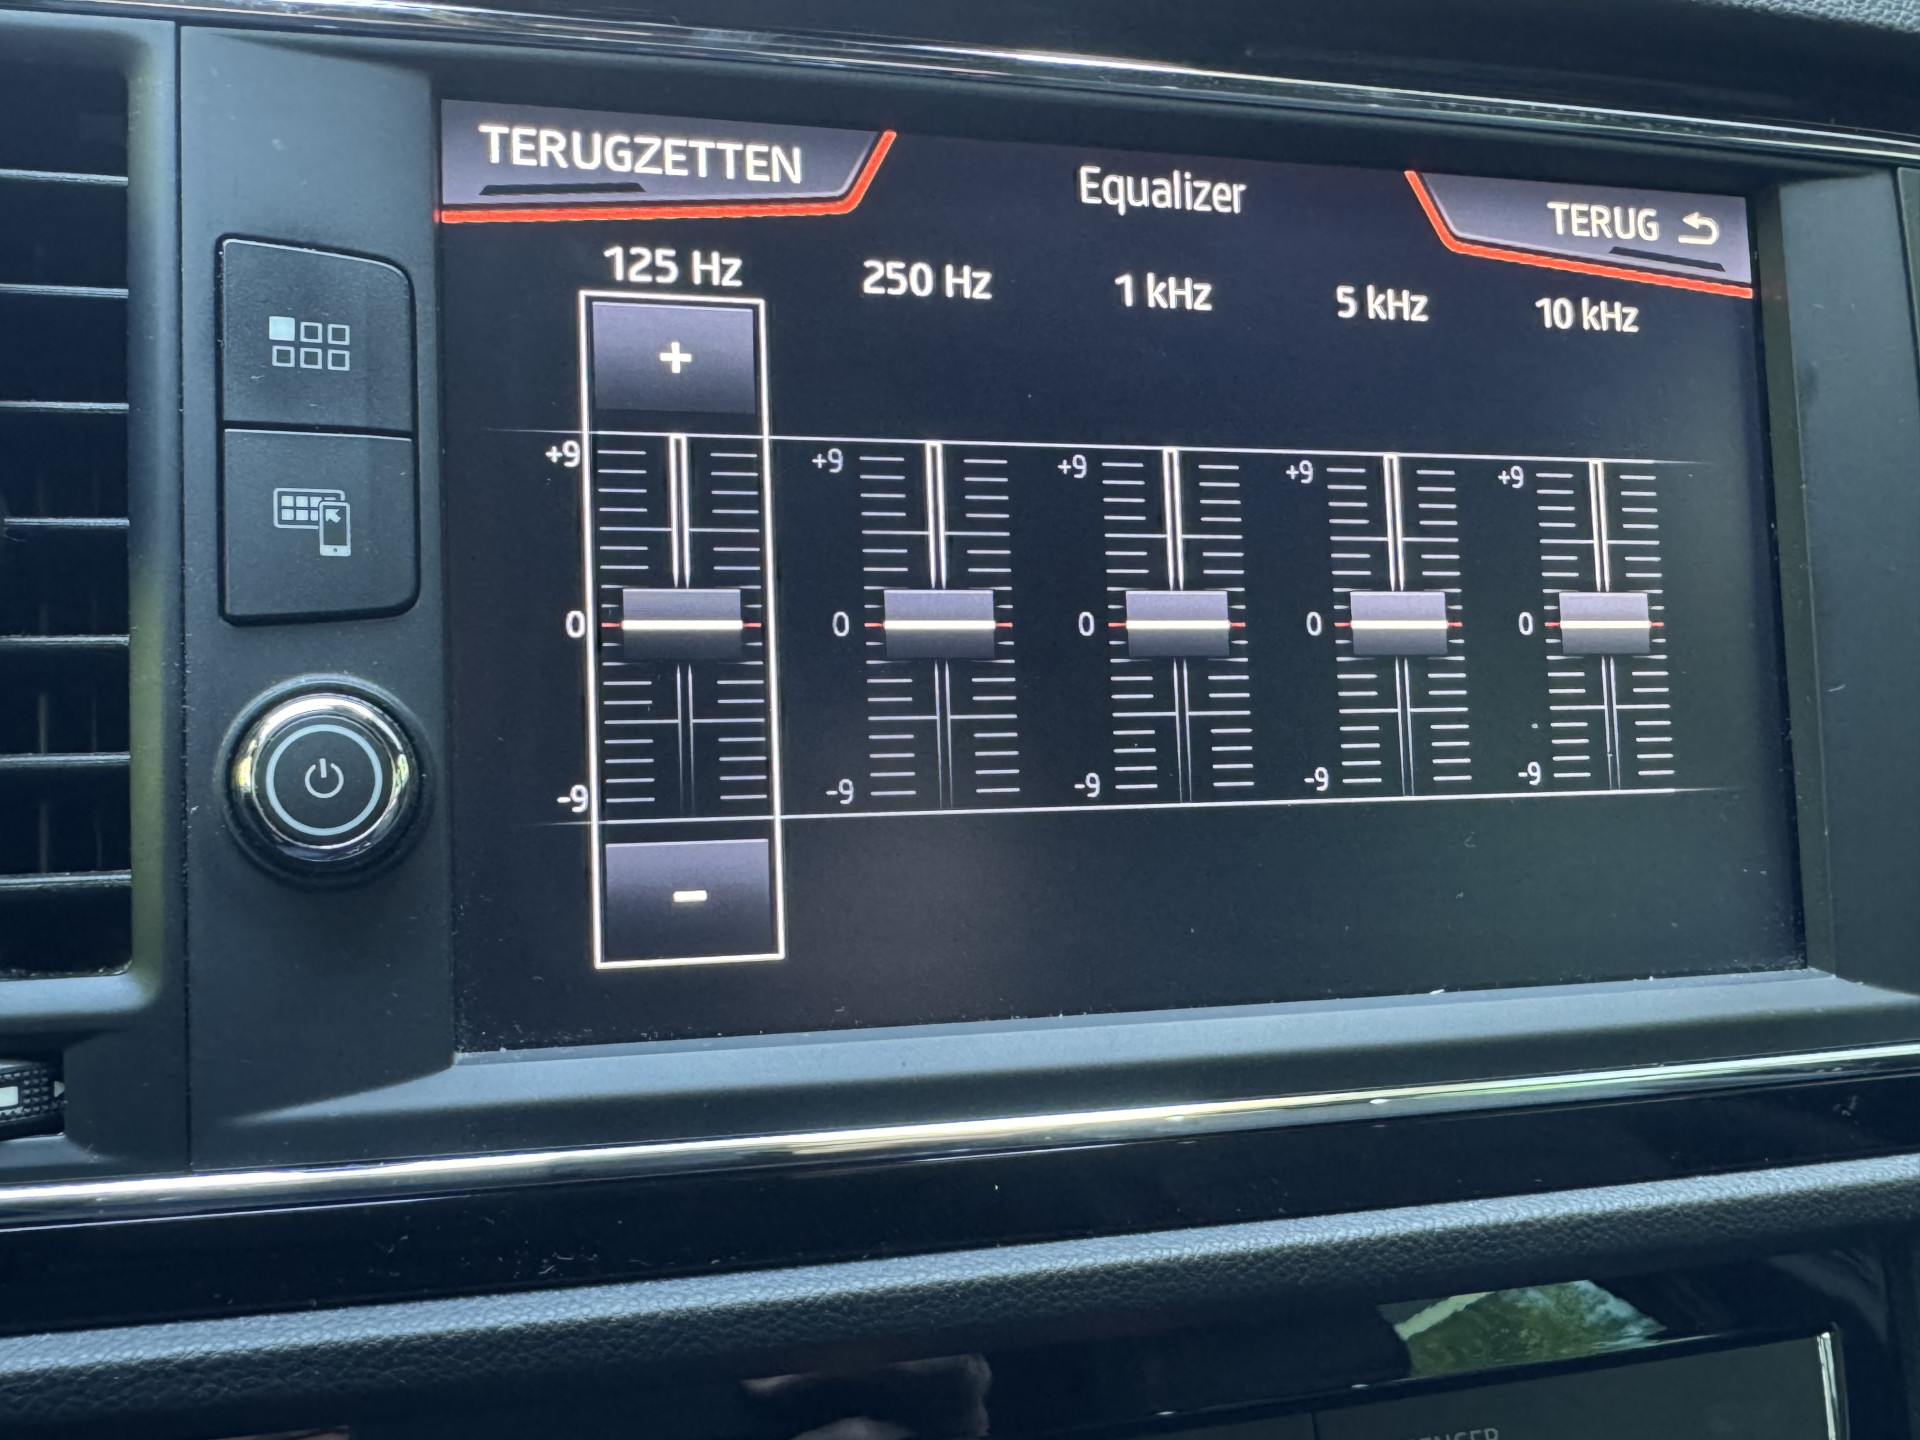 TERUGZETTEN
Equalizer
TERUG
125 Hz
250 Hz
1 kHz
5 kHz
10 kHz
+
+9
+9
+9
+9
+9
0
0
0
0
0
-9
-9
-9
-9
-9
-